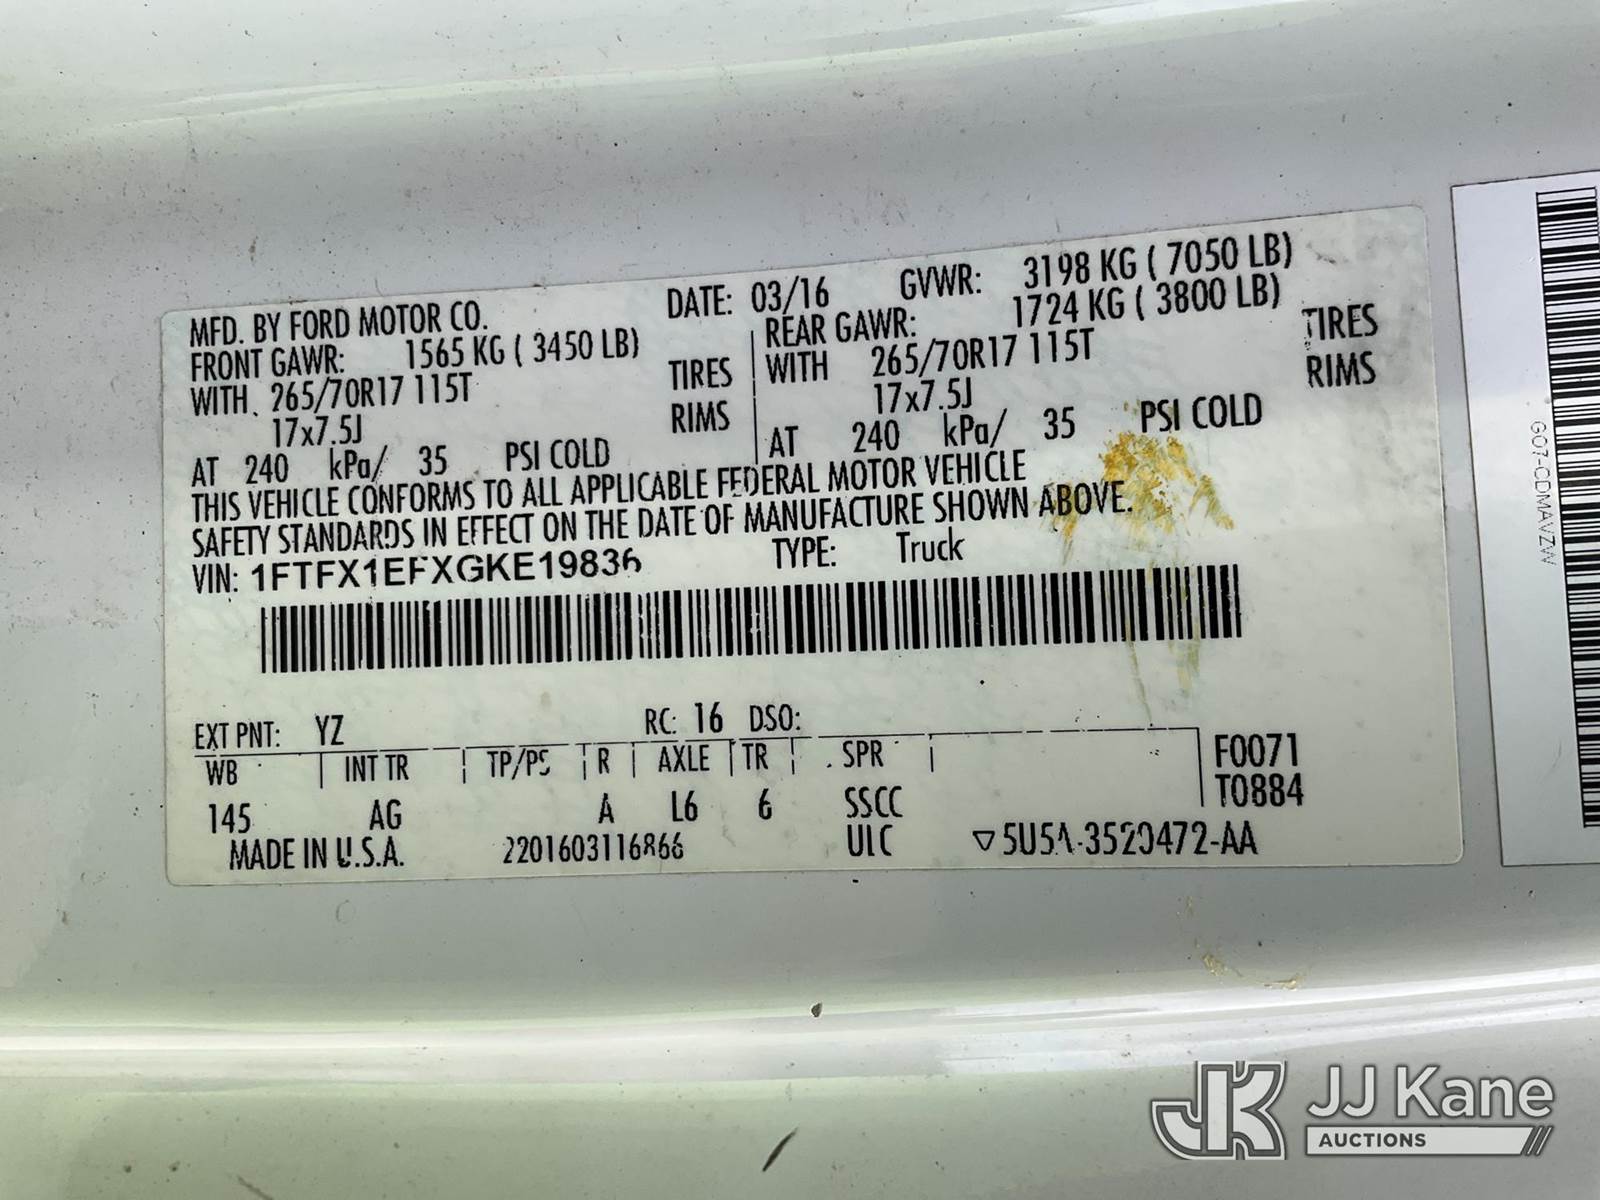 MFD. BY FORD MOTOR CO. DATE: 03/16 GVWR: 3198 KG ( 7050 LB)
FRONT GAWR: 1565 KG ( 3450 LB) REAR GAWR: 1724 KG ( 3800 LB)
WITH 265/70R17 115T TIRES WITH 265/70R17 115T TIRES
17x7.5J RIMS 17x7.5J RIMS
AT 240 kPa/ 35 PSI COLD AT 240 kPa/ 35 PSI COLD
THIS VEHICLE CONFORMS TO ALL APPLICABLE FEDERAL MOTOR VEHICLE
SAFETY STANDARDS IN EFFECT ON THE DATE OF MANUFACTURE SHOWN ABOVE.
VIN: 1FTFX1EFXGKE19836 TYPE: Truck
EXT PNT: YZ RC: 16 DSO:
WB INT TR TP/PS R AXLE TR SPR F0071
145 AG A L6 6 SSCC T0884
MADE IN U.S.A. 2201603116866 ULC ▽5U5A-3520472-AA
G07-CDMAVZW
JK JJ Kane
AUCTIONS